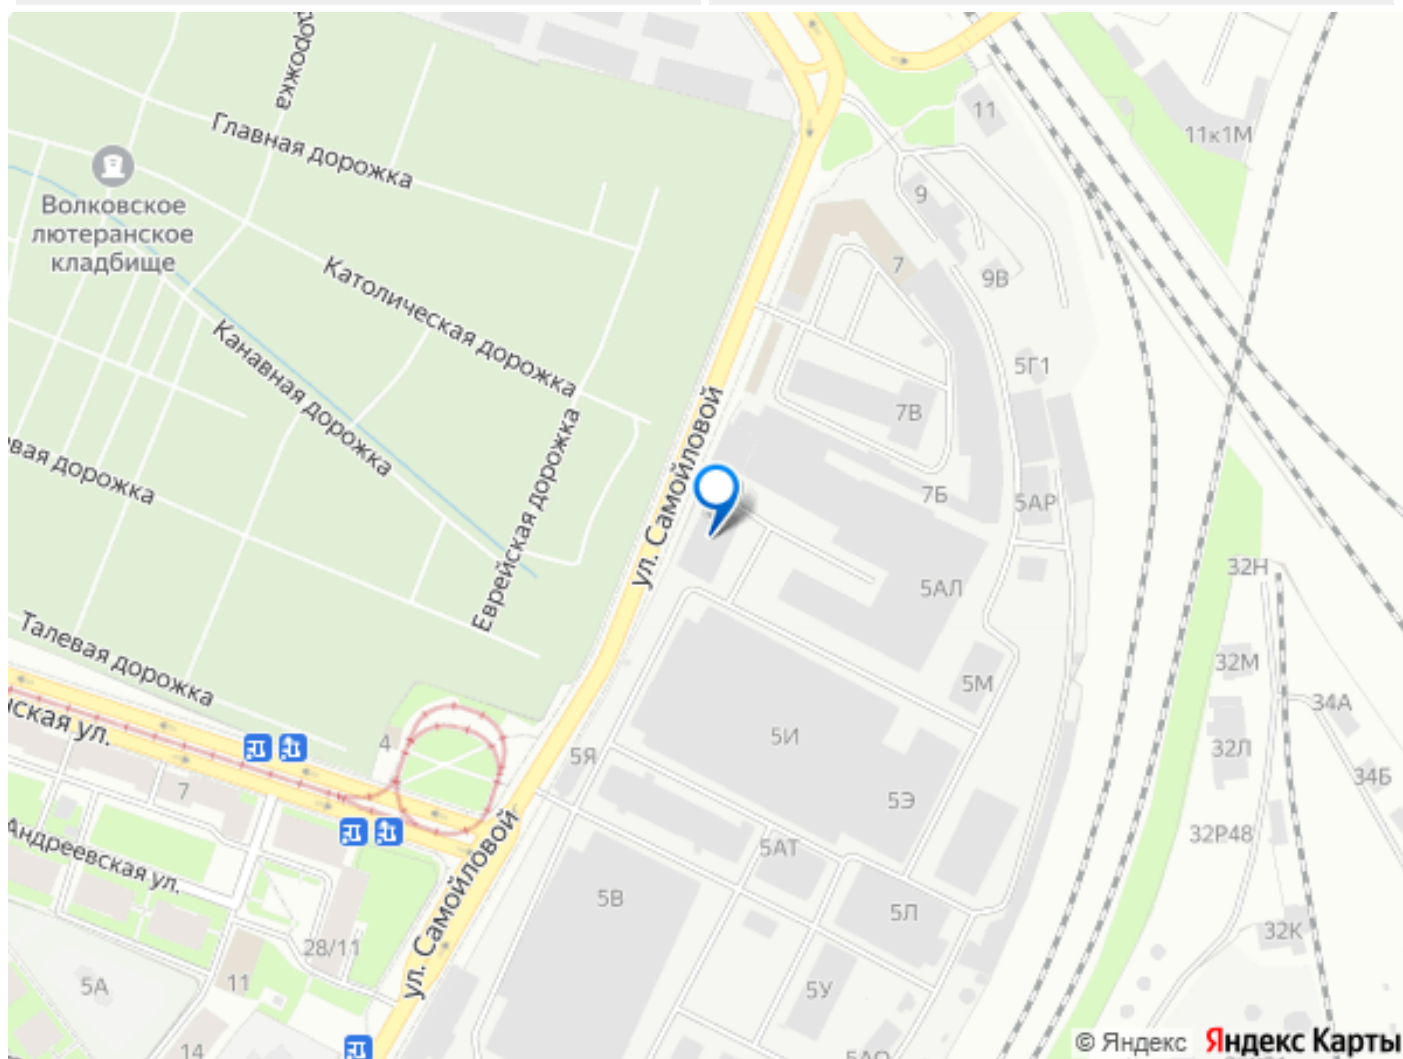 дорожка
Главная дорожка
Волковское
лютеранское
кладбище
Католическая дорожка
Канавная дорожка
Еврейская дорожка
евая дорожка
Талевая дорожка
нская ул.
Андреевская ул.
ул. Самойловой
ул. Самойловой
11
11к1М
9
9В
7
5Г1
7В
7Б
5АР
5АЛ
32Н
32М
5М
34А
32Л
34Б
5И
5Я
4
7
5Э
32Р48
5АТ
5В
5Л
32К
28/11
11
5А
5У
14
5АО
© Яндекс
Яндекс Карты